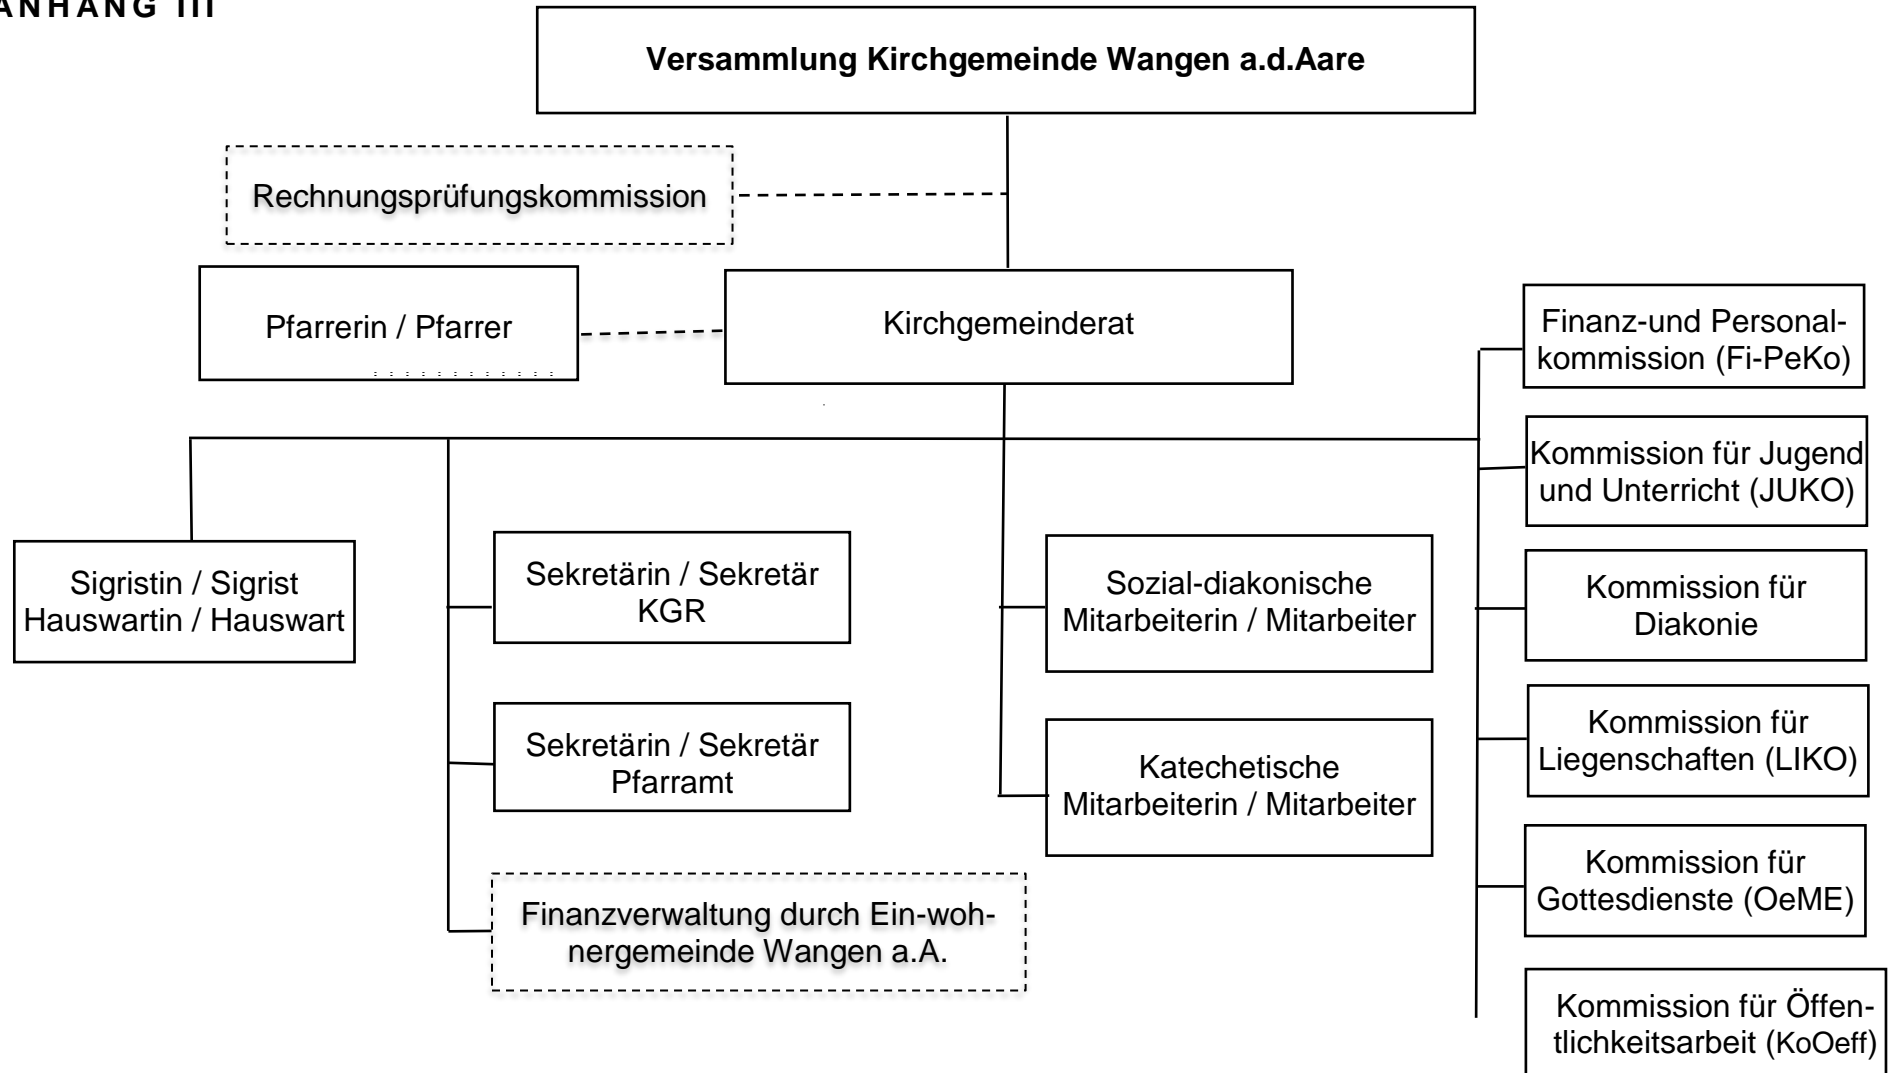 ANHANG III
Versammlung Kirchgemeinde Wangen a.d.Aare
Rechnungsprüfungskommission
Pfarrerin / Pfarrer
Kirchgemeinderat
Finanz-und Personal-
kommission (Fi-PeKo)
Kommission für Jugend
und Unterricht (JUKO)
Sigristin / Sigrist
Hauswartin / Hauswart
Sekretärin / Sekretär
KGR
Sozial-diakonische
Mitarbeiterin / Mitarbeiter
Kommission für
Diakonie
Sekretärin / Sekretär
Pfarramt
Katechetische
Mitarbeiterin / Mitarbeiter
Kommission für
Liegenschaften (LIKO)
Finanzverwaltung durch Ein-woh-
nergemeinde Wangen a.A.
Kommission für
Gottesdienste (OeME)
Kommission für Öffen-
tlichkeitsarbeit (KoOeff)